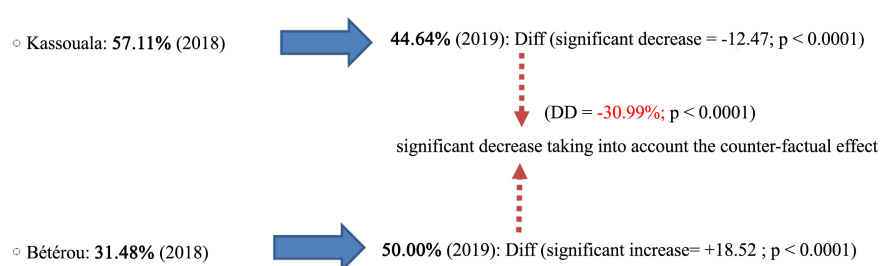 ○ Kassouala: 57.11% (2018) 44.64% (2019): Diff (significant decrease = -12.47; p < 0.0001)
(DD = -30.99%; p < 0.0001)
significant decrease taking into account the counter-factual effect
○ Bétérou: 31.48% (2018) 50.00% (2019): Diff (significant increase= +18.52 ; p < 0.0001)